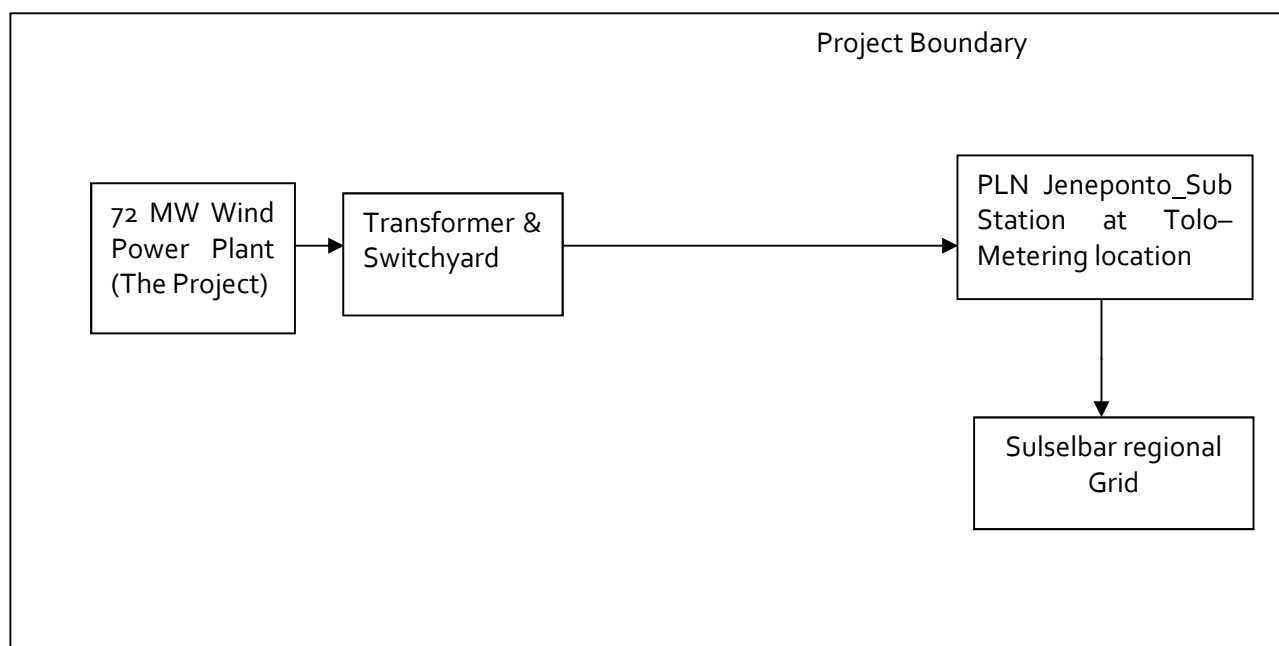 Project Boundary
72 MW Wind
Power Plant
(The Project)
Transformer &
Switchyard
PLN Jeneponto_Sub
Station at Tolo–
Metering location
Sulselbar regional
Grid